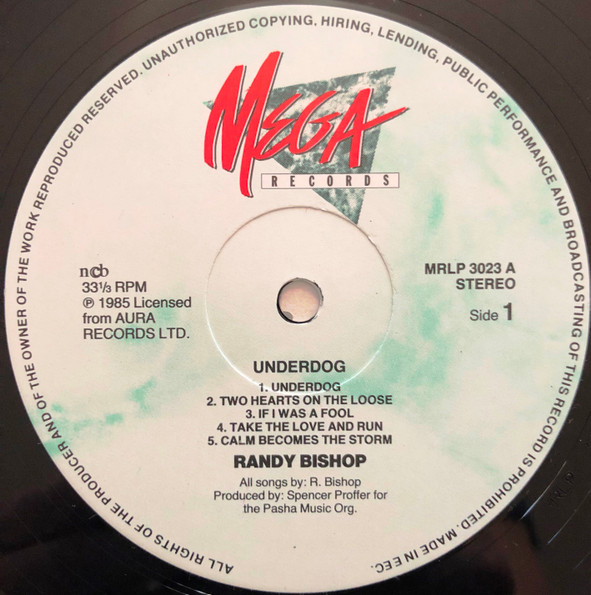 ALL RIGHTS OF THE PRODUCER AND OF THE OWNER OF THE WORK REPRODUCED RESERVED. UNAUTHORIZED COPYING, HIRING, LENDING, PUBLIC PERFORMANCE AND BROADCASTING OF THIS RECORD IS PROHIBITED. MADE IN EEC.
MEGA
RECORDS
ncb
33⅓ RPM
℗ 1985 Licensed
from AURA
RECORDS LTD.
MRLP 3023 A
STEREO
Side 1
UNDERDOG
1. UNDERDOG
2. TWO HEARTS ON THE LOOSE
3. IF I WAS A FOOL
4. TAKE THE LOVE AND RUN
5. CALM BECOMES THE STORM
RANDY BISHOP
All songs by: R. Bishop
Produced by: Spencer Proffer for
the Pasha Music Org.